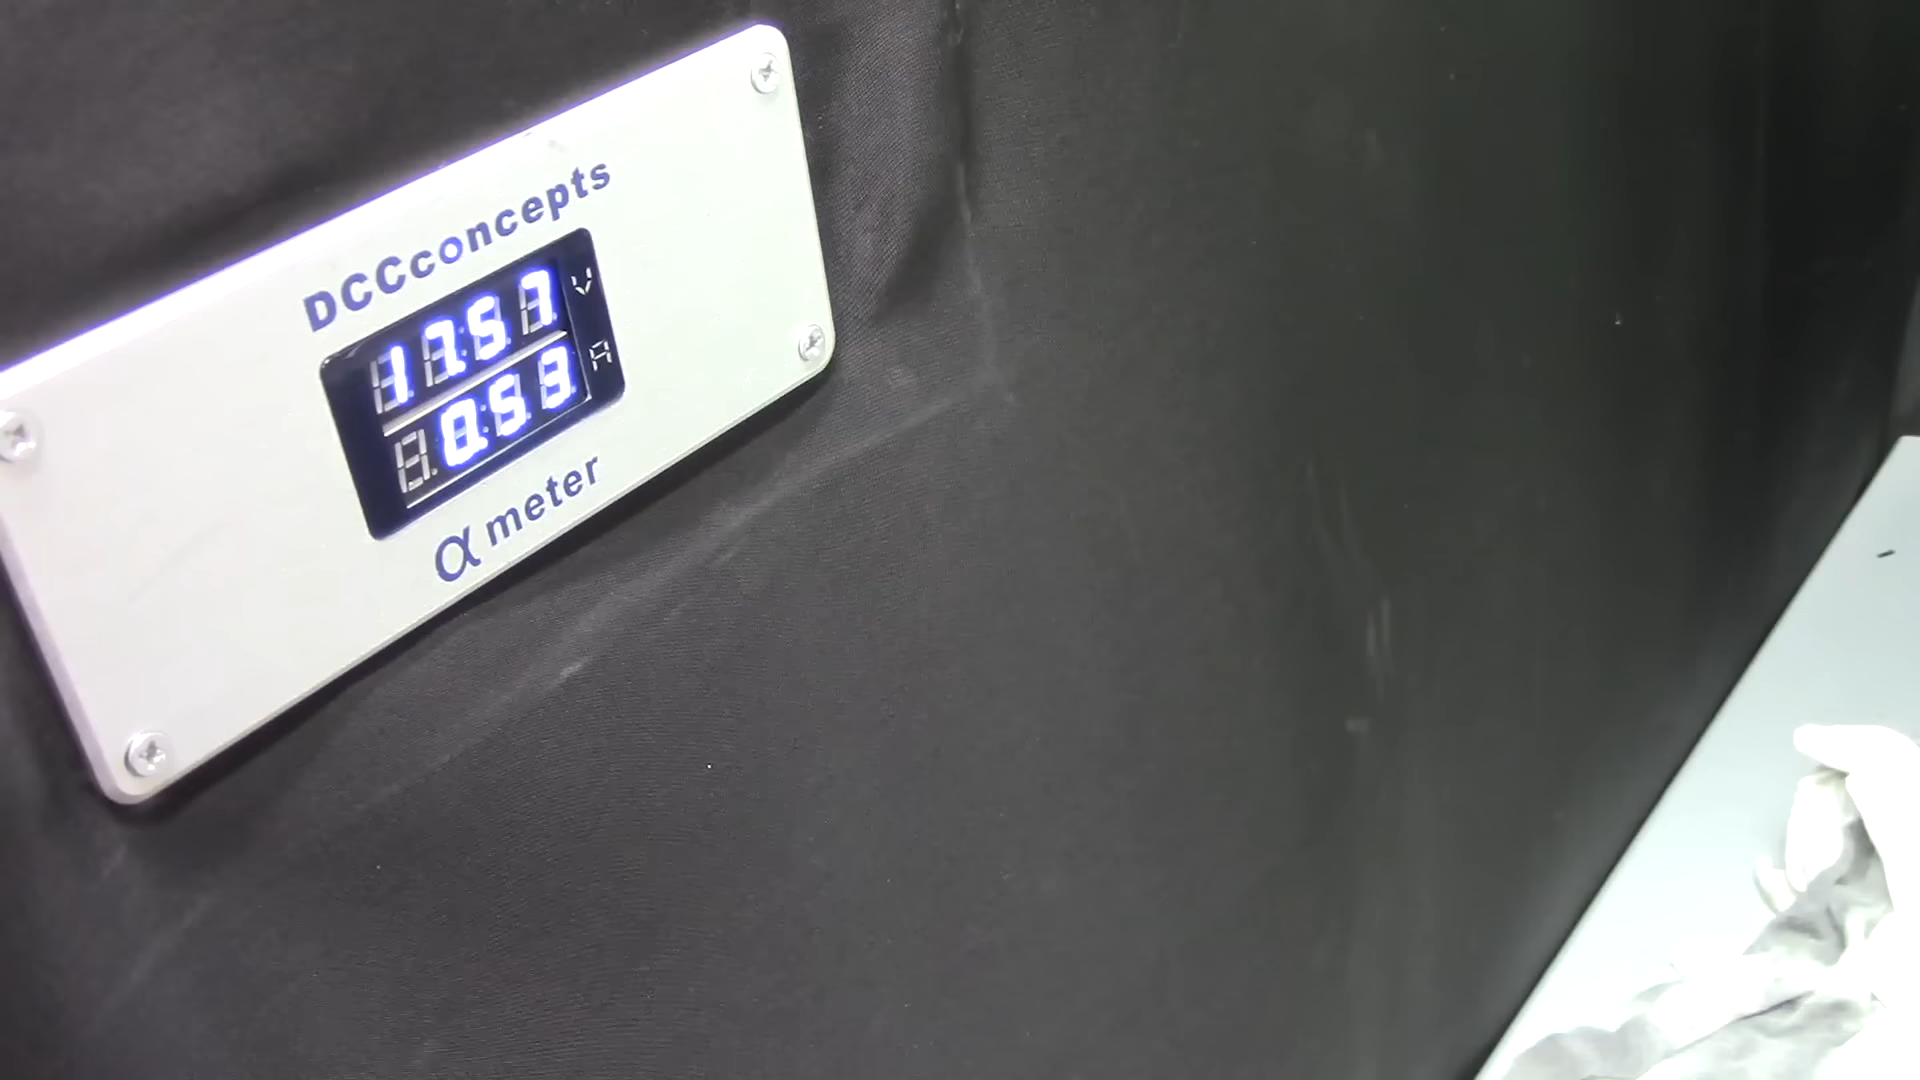 DCCconcepts
17.57 V
0.53 A
α meter